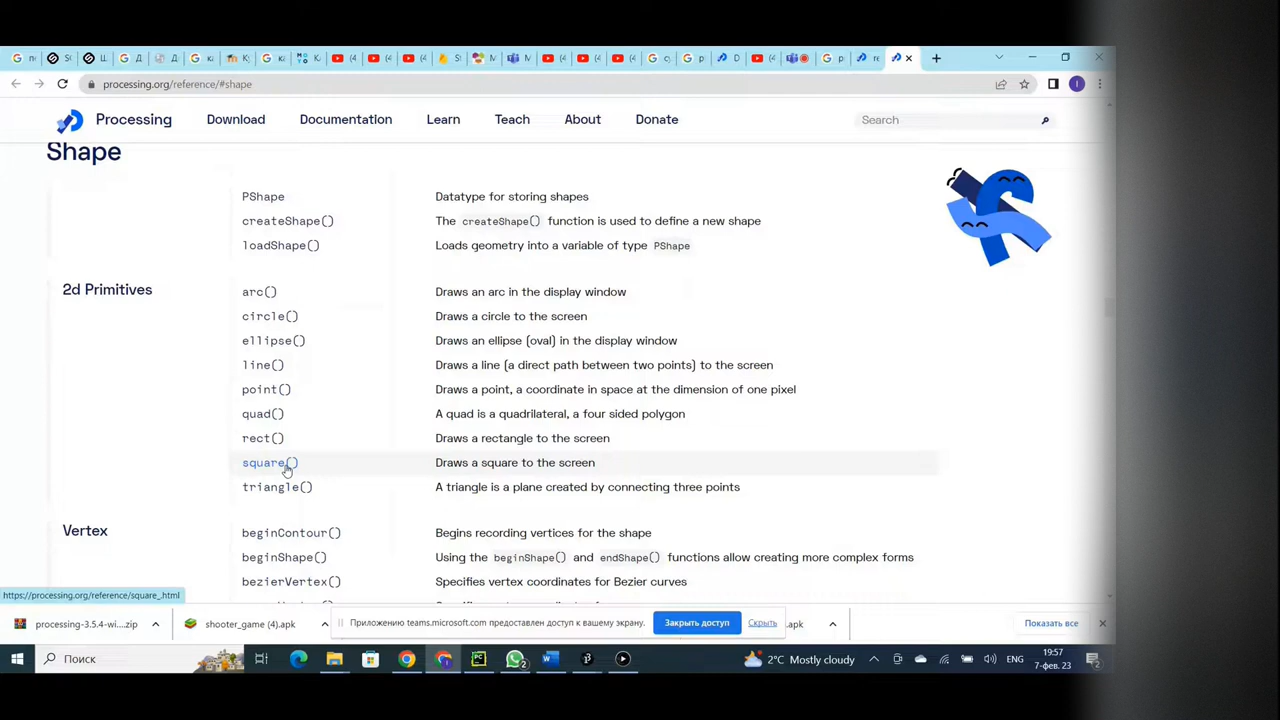 processing.org/reference/#shape
Processing Download Documentation Learn Teach About Donate Search
Shape
PShape Datatype for storing shapes
createShape() The createShape() function is used to define a new shape
loadShape() Loads geometry into a variable of type PShape
2d Primitives
arc() Draws an arc in the display window
circle() Draws a circle to the screen
ellipse() Draws an ellipse (oval) in the display window
line() Draws a line (a direct path between two points) to the screen
point() Draws a point, a coordinate in space at the dimension of one pixel
quad() A quad is a quadrilateral, a four sided polygon
rect() Draws a rectangle to the screen
square() Draws a square to the screen
triangle() A triangle is a plane created by connecting three points
Vertex
beginContour() Begins recording vertices for the shape
beginShape() Using the beginShape() and endShape() functions allow creating more complex forms
bezierVertex() Specifies vertex coordinates for Bezier curves
https://processing.org/reference/square_.html
processing-3.5.4-wi....zip shooter_game (4).apk Приложению teams.microsoft.com предоставлен доступ к вашему экрану. Закрыть доступ Скрыть .apk Показать все
Поиск 2°C Mostly cloudy ENG 19:57
7-фев. 23